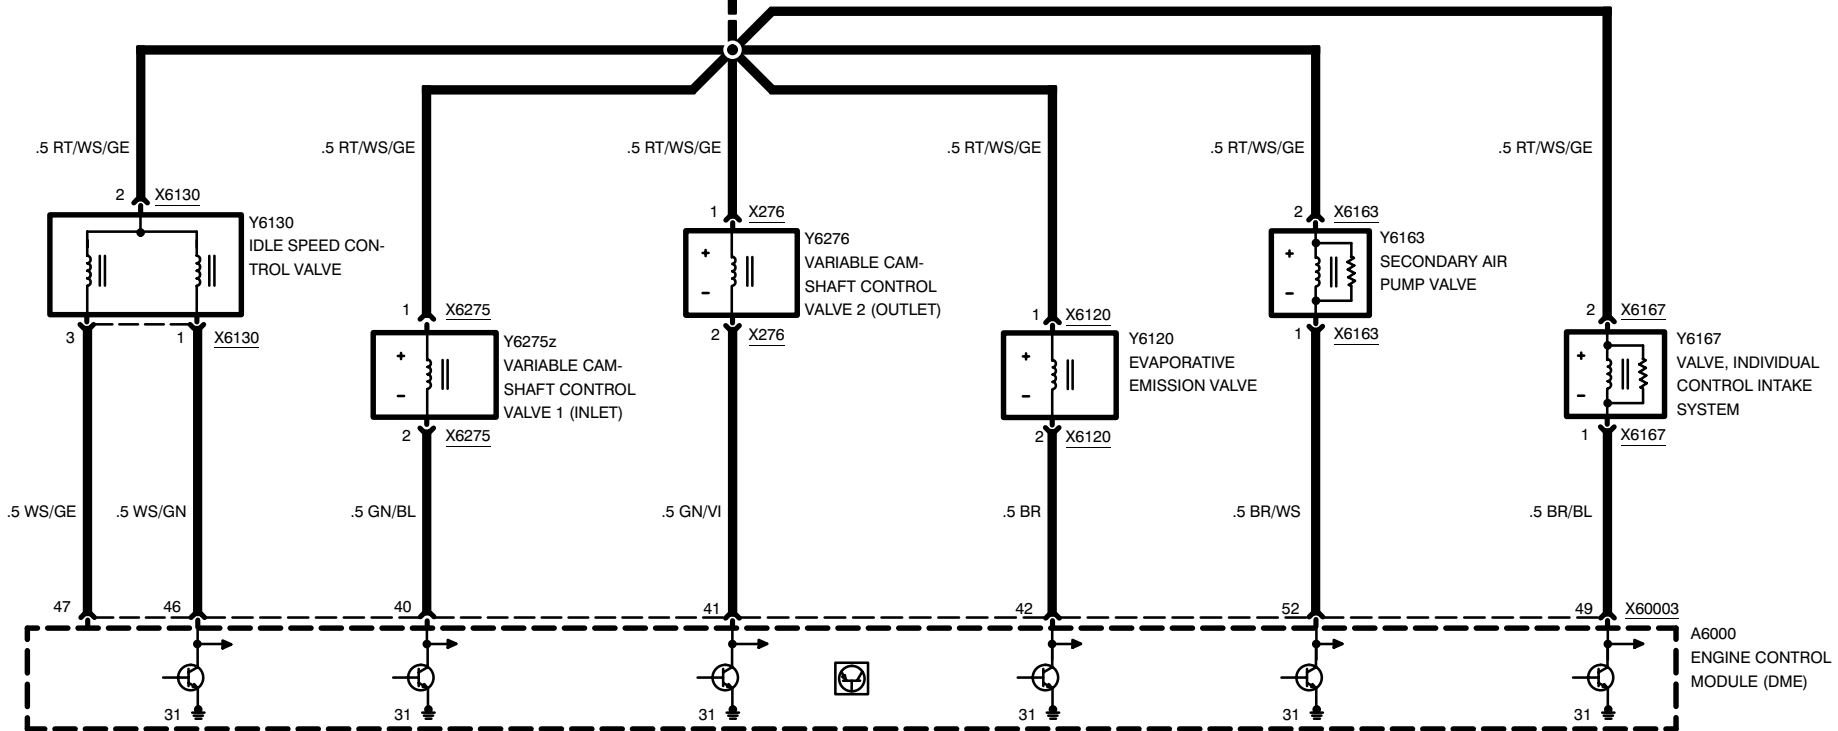 .5 RT/WS/GE .5 RT/WS/GE .5 RT/WS/GE .5 RT/WS/GE .5 RT/WS/GE .5 RT/WS/GE
2 X6130
Y6130
IDLE SPEED CON-
TROL VALVE
3 1 X6130
1 X6275
Y6275z
VARIABLE CAM-
SHAFT CONTROL
VALVE 1 (INLET)
+
-
2 X6275
1 X276
Y6276
VARIABLE CAM-
SHAFT CONTROL
VALVE 2 (OUTLET)
+
-
2 X276
1 X6120
Y6120
EVAPORATIVE
EMISSION VALVE
+
-
2 X6120
2 X6163
Y6163
SECONDARY AIR
PUMP VALVE
+
-
1 X6163
2 X6167
Y6167
VALVE, INDIVIDUAL
CONTROL INTAKE
SYSTEM
+
-
1 X6167
.5 WS/GE .5 WS/GN .5 GN/BL .5 GN/VI .5 BR .5 BR/WS .5 BR/BL
47 46 40 41 42 52 49 X60003
A6000
ENGINE CONTROL
MODULE (DME)
31 31 31 31 31 31